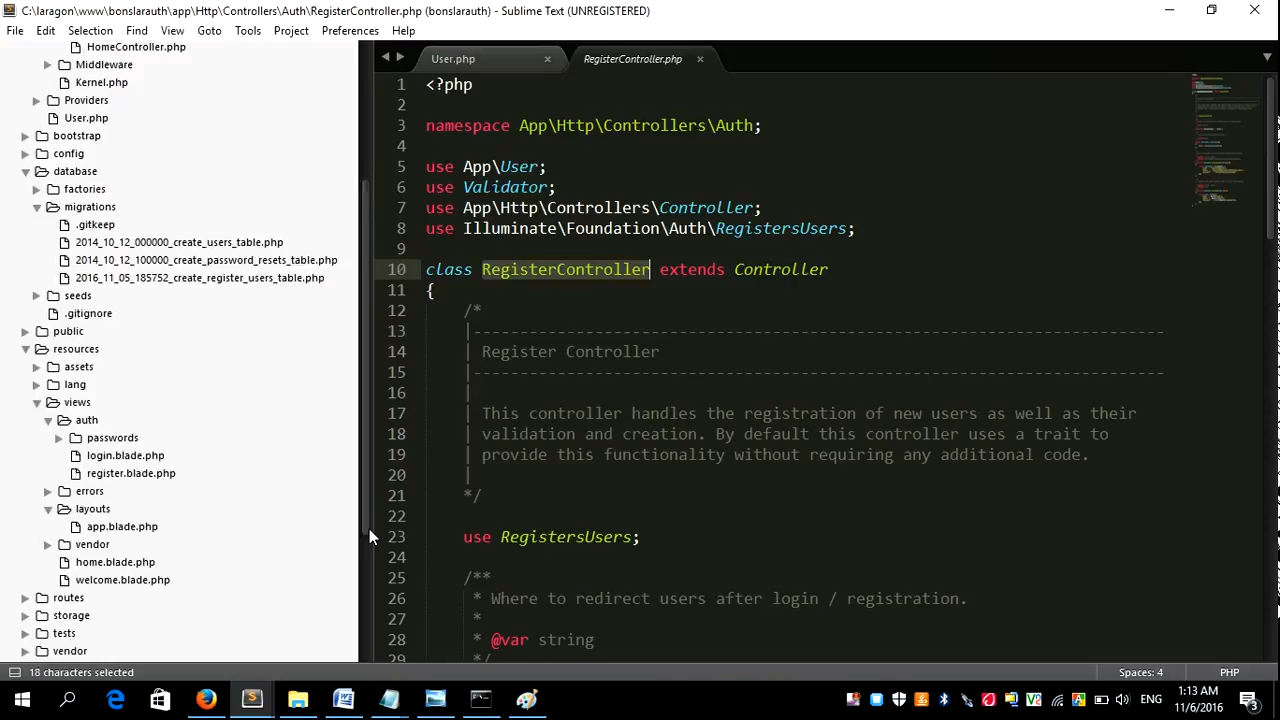 C:\laragon\www\bonslarauth\app\Http\Controllers\Auth\RegisterController.php (bonslarauth) - Sublime Text (UNREGISTERED)
File Edit Selection Find View Goto Tools Project Preferences Help
HomeController.php
Middleware
Kernel.php
Providers
User.php
bootstrap
config
database
factories
migrations
.gitkeep
2014_10_12_000000_create_users_table.php
2014_10_12_100000_create_password_resets_table.php
2016_11_05_185752_create_register_users_table.php
seeds
.gitignore
public
resources
assets
lang
views
auth
passwords
login.blade.php
register.blade.php
errors
layouts
app.blade.php
vendor
home.blade.php
welcome.blade.php
routes
storage
tests
vendor
User.php RegisterController.php
1 <?php
2
3 namespace App\Http\Controllers\Auth;
4
5 use App\User;
6 use Validator;
7 use App\Http\Controllers\Controller;
8 use Illuminate\Foundation\Auth\RegistersUsers;
9
10 class RegisterController extends Controller
11 {
12 /*
13 |--------------------------------------------------------------------------
14 | Register Controller
15 |--------------------------------------------------------------------------
16 |
17 | This controller handles the registration of new users as well as their
18 | validation and creation. By default this controller uses a trait to
19 | provide this functionality without requiring any additional code.
20 |
21 */
22
23 use RegistersUsers;
24
25 /**
26 * Where to redirect users after login / registration.
27 *
28 * @var string
29 */
18 characters selected Spaces: 4 PHP
ENG 1:13 AM
11/6/2016